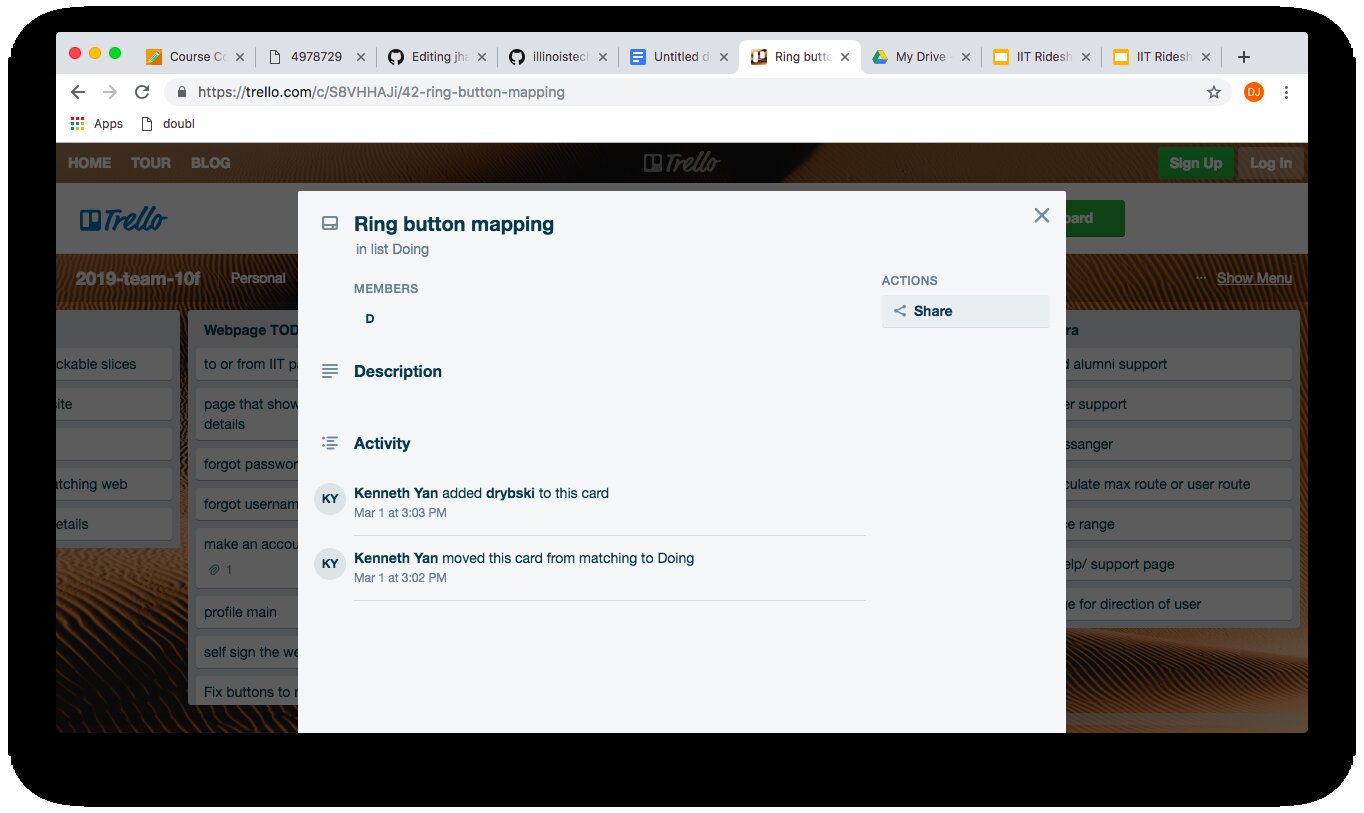 Course Co
4978729
Editing jha
illinoistech
Untitled d
Ring butto
My Drive -
IIT Ridesh
IIT Ridesh
https://trello.com/c/S8VHHAJi/42-ring-button-mapping
DJ
Apps
doubl
HOME
TOUR
BLOG
Trello
Sign Up
Log In
Trello
oard
2019-team-10f
Personal
Show Menu
ckable slices
site
atching web
etails
Webpage TOD
to or from IIT p
page that show
details
forgot passwor
forgot usernam
make an accou
1
profile main
self sign the we
Fix buttons to
Ring button mapping
in list Doing
MEMBERS
D
Description
Activity
KY
Kenneth Yan added drybski to this card
Mar 1 at 3:03 PM
KY
Kenneth Yan moved this card from matching to Doing
Mar 1 at 3:02 PM
ACTIONS
Share
ra
d alumni support
er support
ssanger
culate max route or user route
ce range
elp/ support page
ge for direction of user